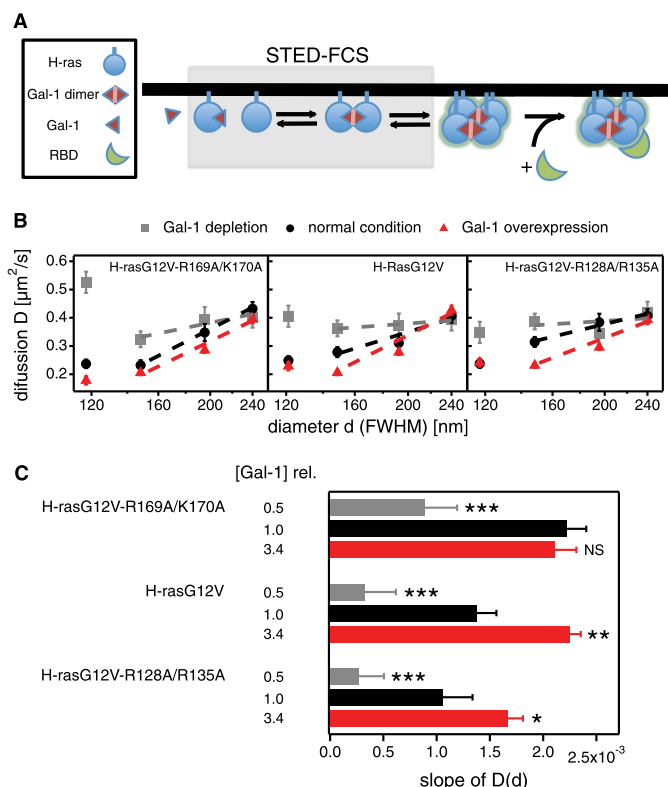 A
STED-FCS
H-ras
Gal-1 dimer
Gal-1
RBD
+
B
Gal-1 depletion normal condition Gal-1 overexpression
difussion D [µm²/s]
0.6
0.5
0.4
0.3
0.2
H-rasG12V-R169A/K170A
H-RasG12V
H-rasG12V-R128A/R135A
120 160 200 240
120 160 200 240
120 160 200 240
diameter d (FWHM) [nm]
C
[Gal-1] rel.
H-rasG12V-R169A/K170A
0.5 ***
1.0
3.4 NS
H-rasG12V
0.5 ***
1.0
3.4 **
H-rasG12V-R128A/R135A
0.5 ***
1.0
3.4 *
0.0 0.5 1.0 1.5 2.0 2.5x10⁻³
slope of D(d)